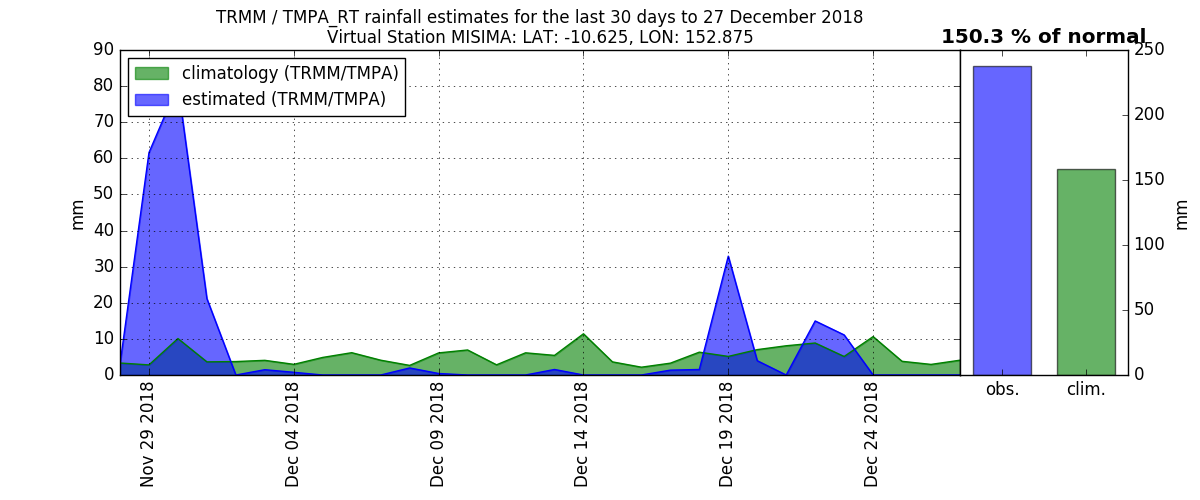 TRMM / TMPA_RT rainfall estimates for the last 30 days to 27 December 2018
Virtual Station MISIMA: LAT: -10.625, LON: 152.875
150.3 % of normal
climatology (TRMM/TMPA)
estimated (TRMM/TMPA)
90
80
70
60
50
40
30
20
10
0
mm
Nov 29 2018
Dec 04 2018
Dec 09 2018
Dec 14 2018
Dec 19 2018
Dec 24 2018
250
200
150
100
50
0
mm
obs.
clim.